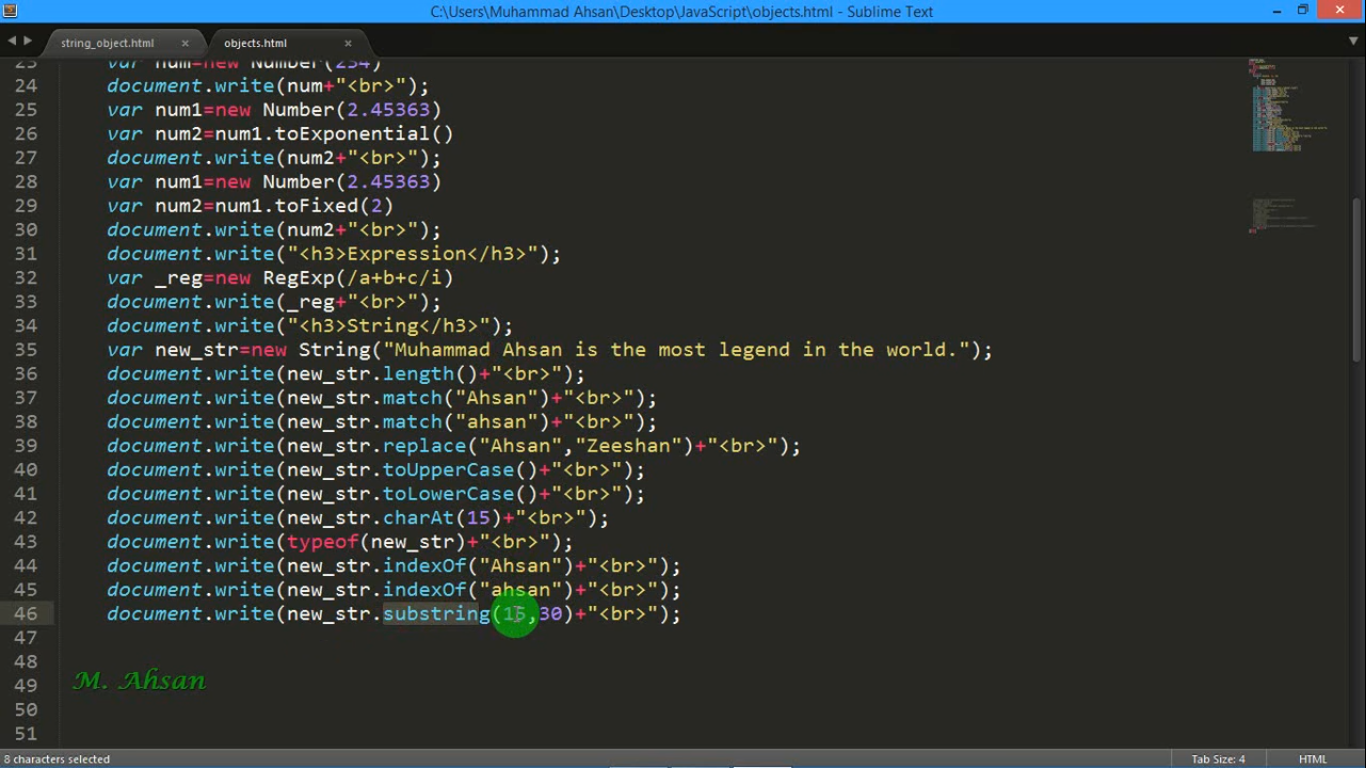 C:\Users\Muhammad Ahsan\Desktop\JavaScript\objects.html - Sublime Text
string_object.html × objects.html ×
23 var num=new Number(234)
24 document.write(num+"<br>");
25 var num1=new Number(2.45363)
26 num2=num1.toExponential()
27 document.write(num2+"<br>");
28 var num1=new Number(2.45363)
29 var num2=num1.toFixed(2)
30 document.write(num2+"<br>");
31 document.write("<h3>Expression</h3>");
32 var _reg=new RegExp(/a+b+c/i)
33 document.write(_reg+"<br>");
34 document.write("<h3>String</h3>");
35 var new_str=new String("Muhammad Ahsan is the most legend in the world.");
36 document.write(new_str.length()+"<br>");
37 document.write(new_str.match("Ahsan")+"<br>");
38 document.write(new_str.match("ahsan")+"<br>");
39 document.write(new_str.replace("Ahsan","Zeeshan")+"<br>");
40 document.write(new_str.toUpperCase()+"<br>");
41 document.write(new_str.toLowerCase()+"<br>");
42 document.write(new_str.charAt(15)+"<br>");
43 document.write(typeof(new_str)+"<br>");
44 document.write(new_str.indexOf("Ahsan")+"<br>");
45 document.write(new_str.indexOf("ahsan")+"<br>");
46 document.write(new_str.substring(15,30)+"<br>");
47
48
M. Ahsan
49
50
51
8 characters selected Tab Size: 4 HTML